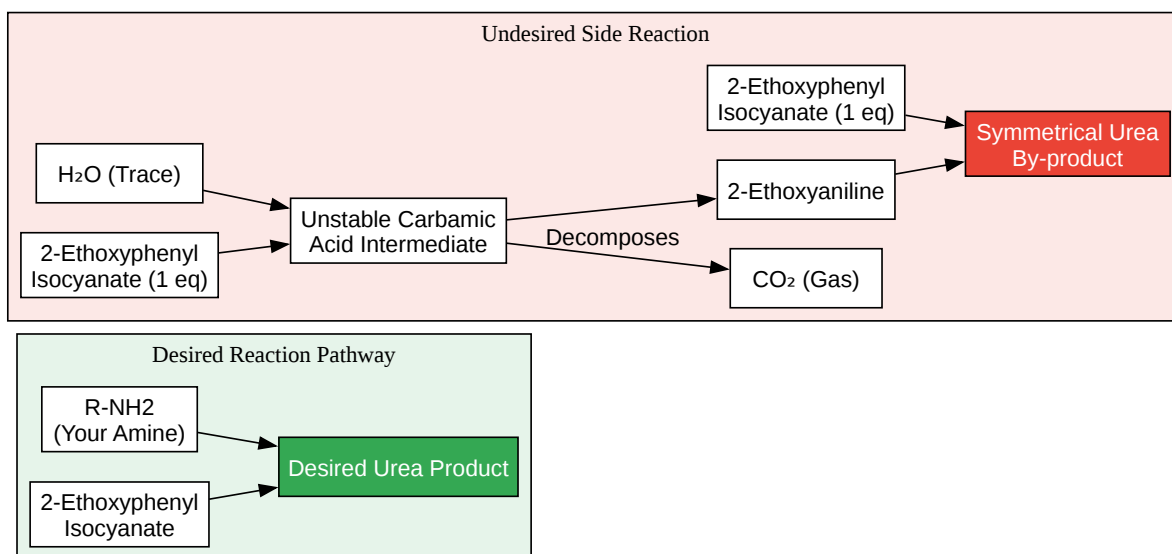 Undesired Side Reaction
2-Ethoxyphenyl
Isocyanate (1 eq)
Symmetrical Urea
By-product
H₂O (Trace)
2-Ethoxyaniline
Unstable Carbamic
Acid Intermediate
Decomposes
2-Ethoxyphenyl
Isocyanate (1 eq)
CO₂ (Gas)
Desired Reaction Pathway
R-NH2
(Your Amine)
Desired Urea Product
2-Ethoxyphenyl
Isocyanate